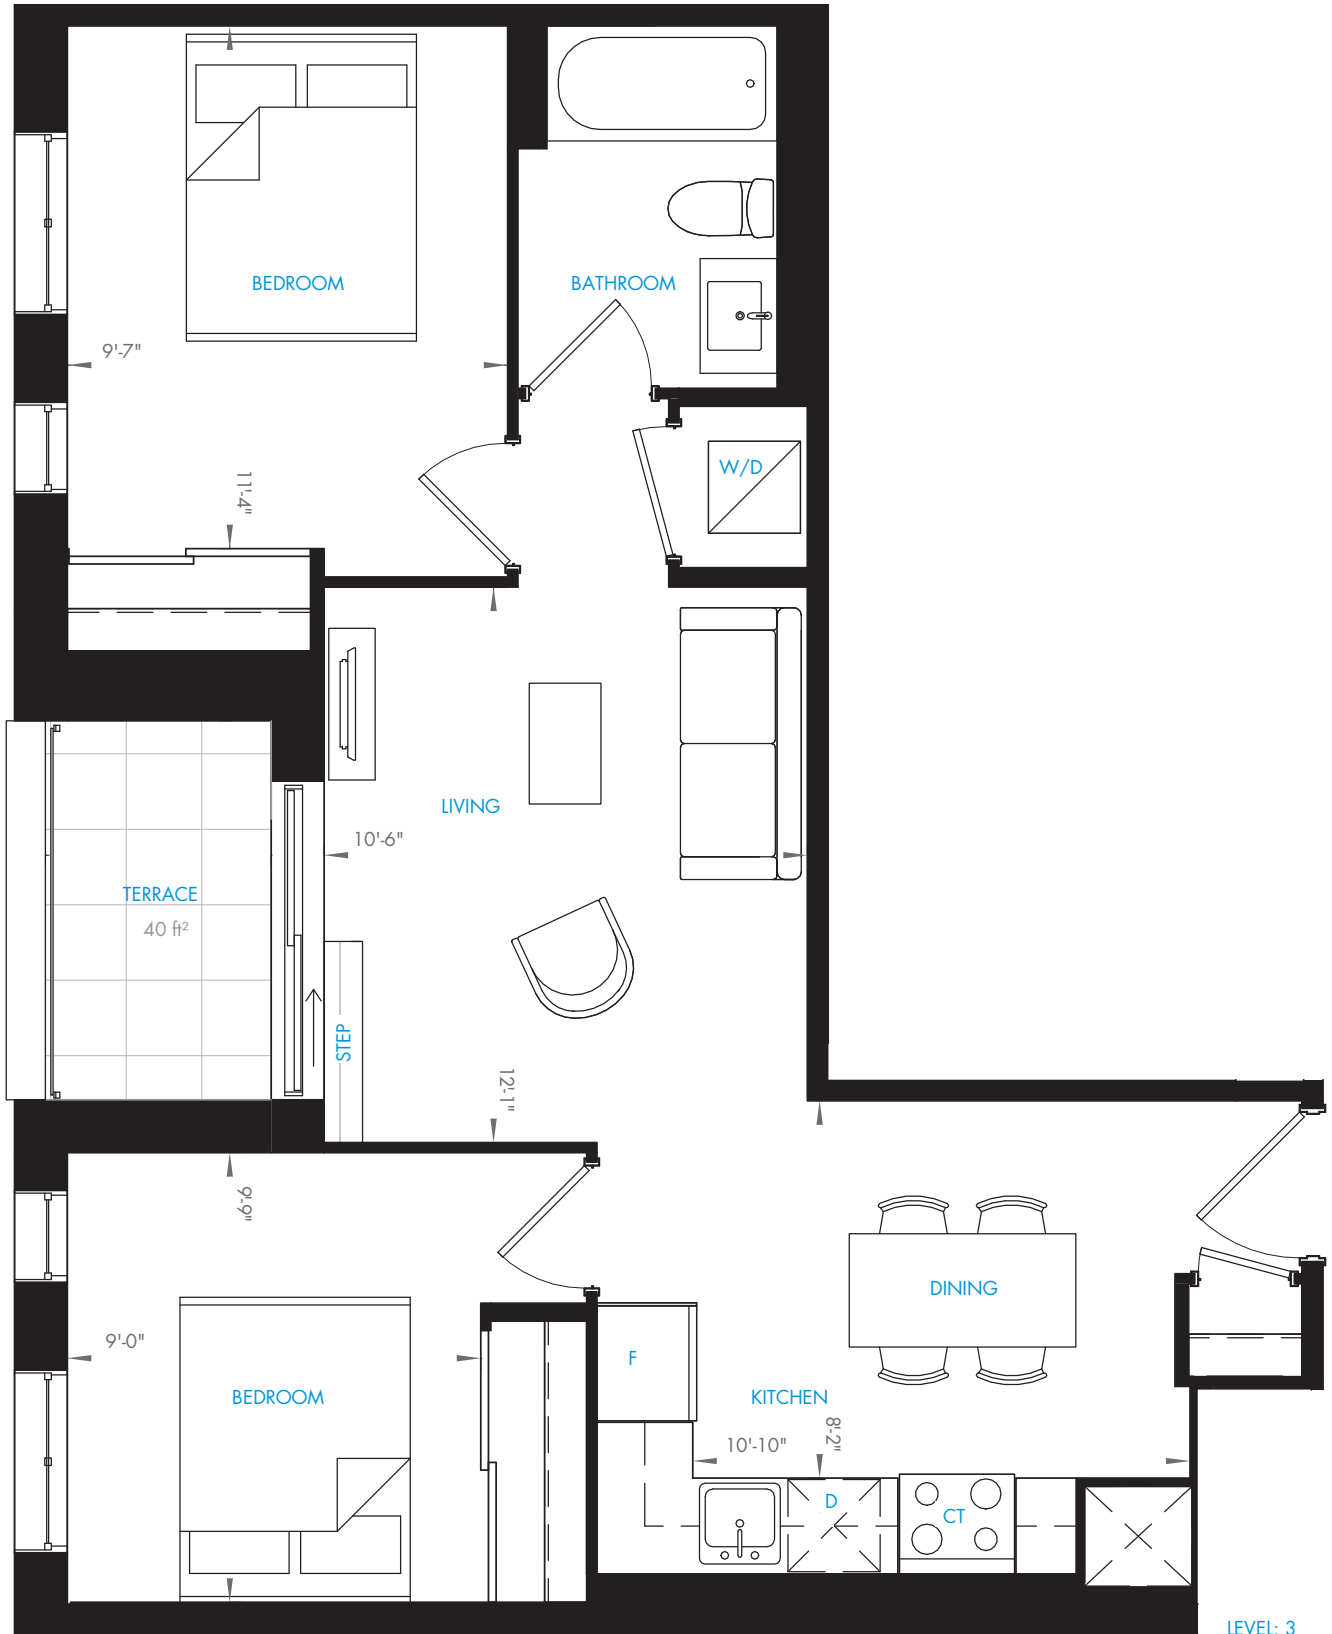 BEDROOM
BATHROOM
9'-7"
W/D
11'-4"
LIVING
10'-6"
TERRACE
40 ft²
STEP
12'-1"
9'-9"
DINING
9'-0"
F
BEDROOM
KITCHEN
10'-10"
8'-2"
D
CT
LEVEL: 3